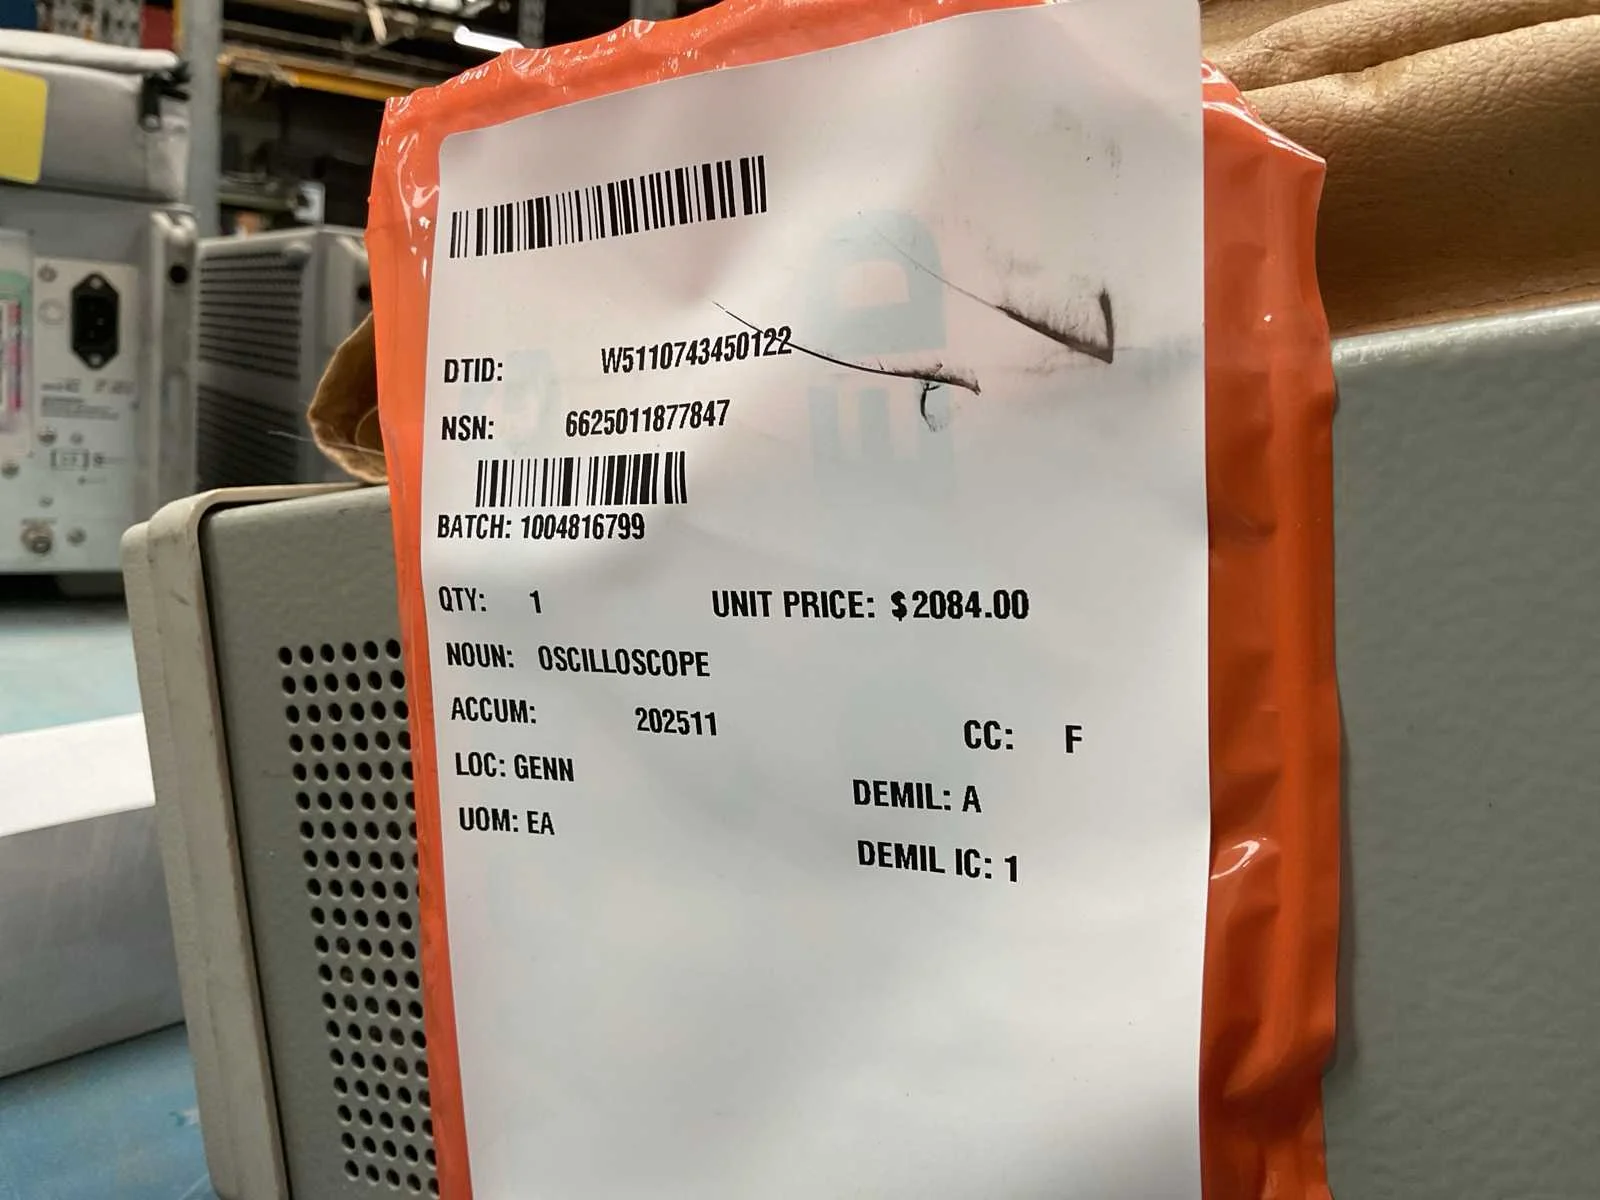 DTID: W5110743450122
NSN: 6625011877847
BATCH: 1004816799
QTY: 1 UNIT PRICE: $2084.00
NOUN: OSCILLOSCOPE
ACCUM: 202511
CC: F
LOC: GENN
DEMIL: A
UOM: EA
DEMIL IC: 1